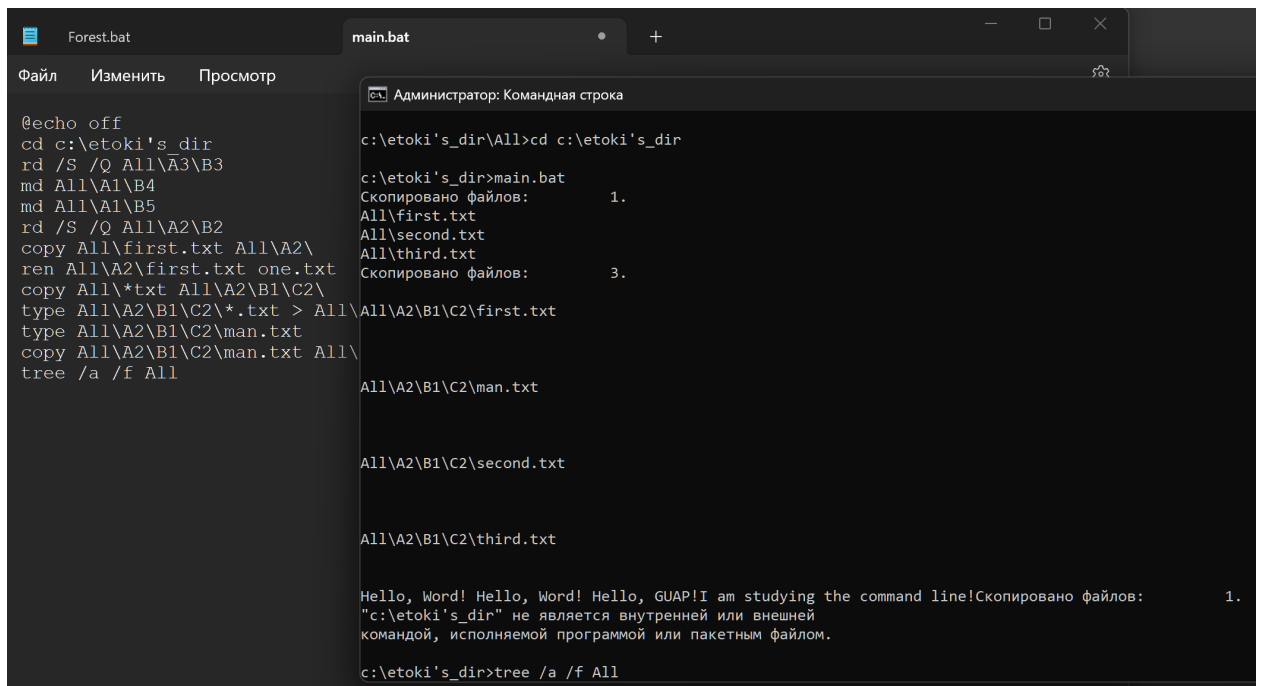 Forest.bat
main.bat
Файл Изменить Просмотр
@echo off
cd c:\etoki's_dir
rd /S /Q All\A3\B3
md All\A1\B4
md All\A1\B5
rd /S /Q All\A2\B2
copy All\first.txt All\A2\
ren All\A2\first.txt one.txt
copy All\*txt All\A2\B1\C2\
type All\A2\B1\C2\*.txt > All\
type All\A2\B1\C2\man.txt
copy All\A2\B1\C2\man.txt All\
tree /a /f All
Администратор: Командная строка
c:\etoki's_dir\All>cd c:\etoki's_dir
c:\etoki's_dir>main.bat
Скопировано файлов: 1.
All\first.txt
All\second.txt
All\third.txt
Скопировано файлов: 3.
All\A2\B1\C2\first.txt
All\A2\B1\C2\man.txt
All\A2\B1\C2\second.txt
All\A2\B1\C2\third.txt
Hello, Word! Hello, Word! Hello, GUAP!I am studying the command line!Скопировано файлов: 1.
"c:\etoki's_dir" не является внутренней или внешней
командой, исполняемой программой или пакетным файлом.
c:\etoki's_dir>tree /a /f All